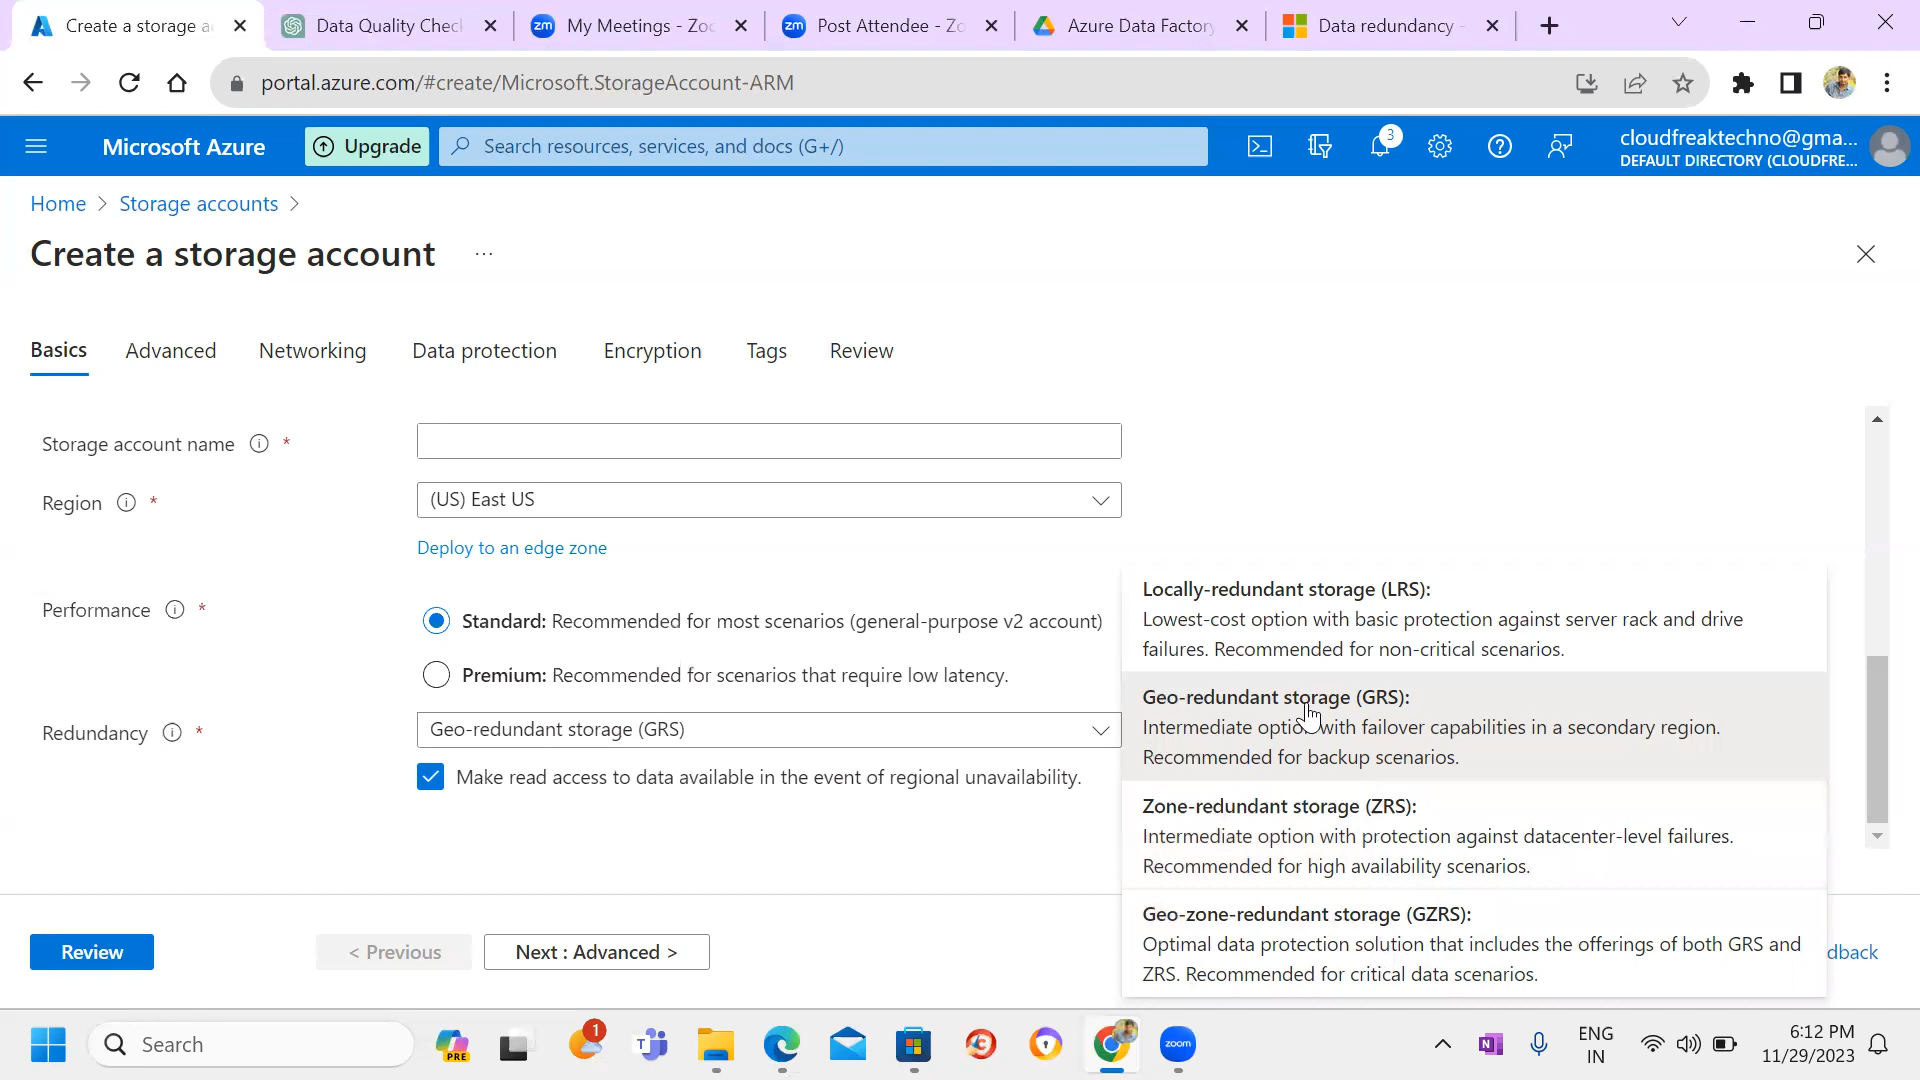 Create a storage a
Data Quality Chec
My Meetings - Zoo
Post Attendee - Zo
Azure Data Factory
Data redundancy -
portal.azure.com/#create/Microsoft.StorageAccount-ARM
Microsoft Azure
Upgrade
Search resources, services, and docs (G+/)
3
cloudfreaktechno@gma...
DEFAULT DIRECTORY (CLOUDFRE...
Home > Storage accounts >
Create a storage account ...
Basics Advanced Networking Data protection Encryption Tags Review
Storage account name *
Region *
(US) East US
Deploy to an edge zone
Performance *
Standard: Recommended for most scenarios (general-purpose v2 account)
Premium: Recommended for scenarios that require low latency.
Redundancy *
Geo-redundant storage (GRS)
Make read access to data available in the event of regional unavailability.
Locally-redundant storage (LRS):
Lowest-cost option with basic protection against server rack and drive
failures. Recommended for non-critical scenarios.
Geo-redundant storage (GRS):
Intermediate option with failover capabilities in a secondary region.
Recommended for backup scenarios.
Zone-redundant storage (ZRS):
Intermediate option with protection against datacenter-level failures.
Recommended for high availability scenarios.
Geo-zone-redundant storage (GZRS):
Optimal data protection solution that includes the offerings of both GRS and
ZRS. Recommended for critical data scenarios.
Review
< Previous
Next : Advanced >
dback
Search
PRE
1
T
N
zoom
ENG
IN
6:12 PM
11/29/2023